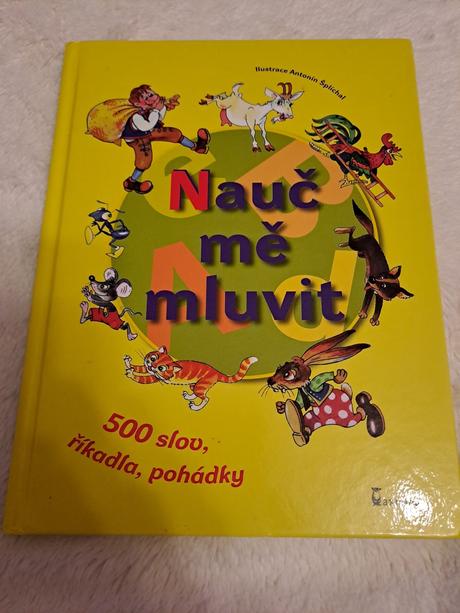 Ilustrace Antonín Šplíchal
Nauč
mě
mluvit
500 slov,
říkadla, pohádky